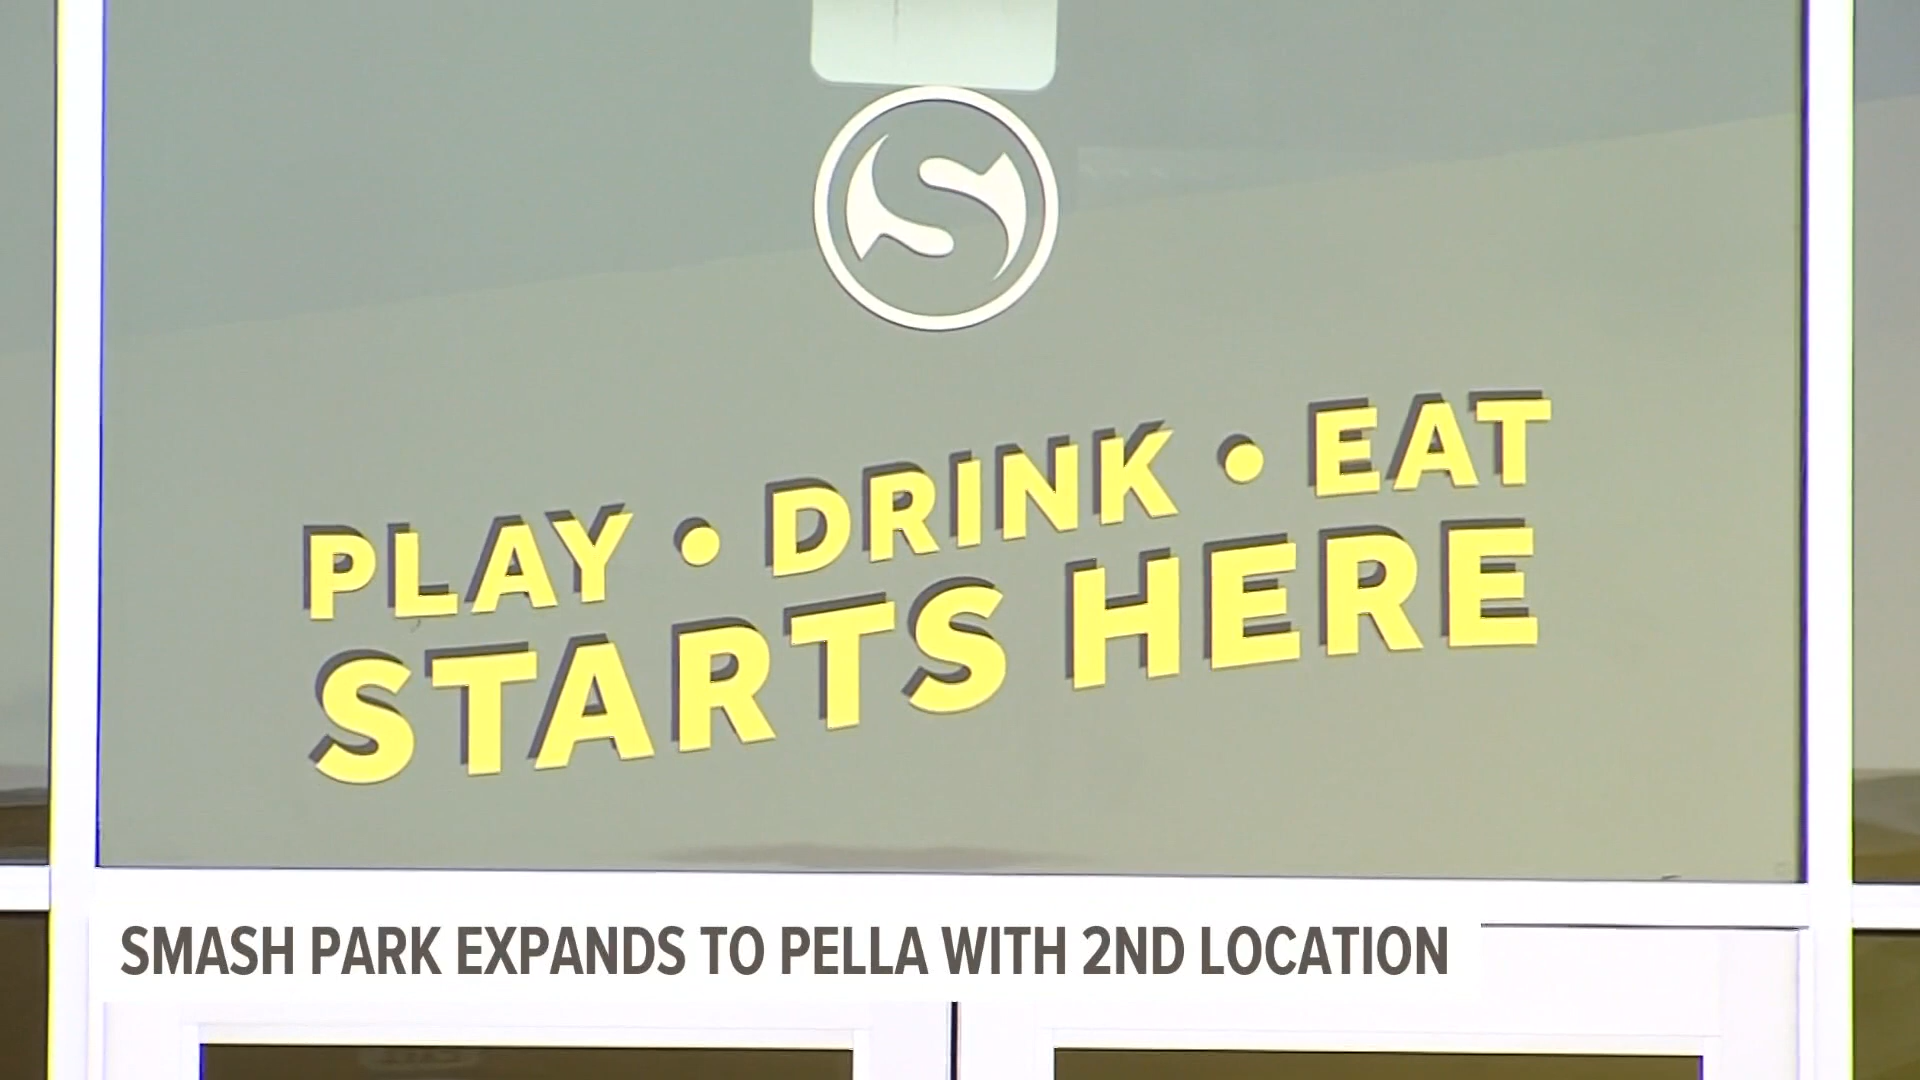 S
PLAY • DRINK • EAT
STARTS HERE
SMASH PARK EXPANDS TO PELLA WITH 2ND LOCATION